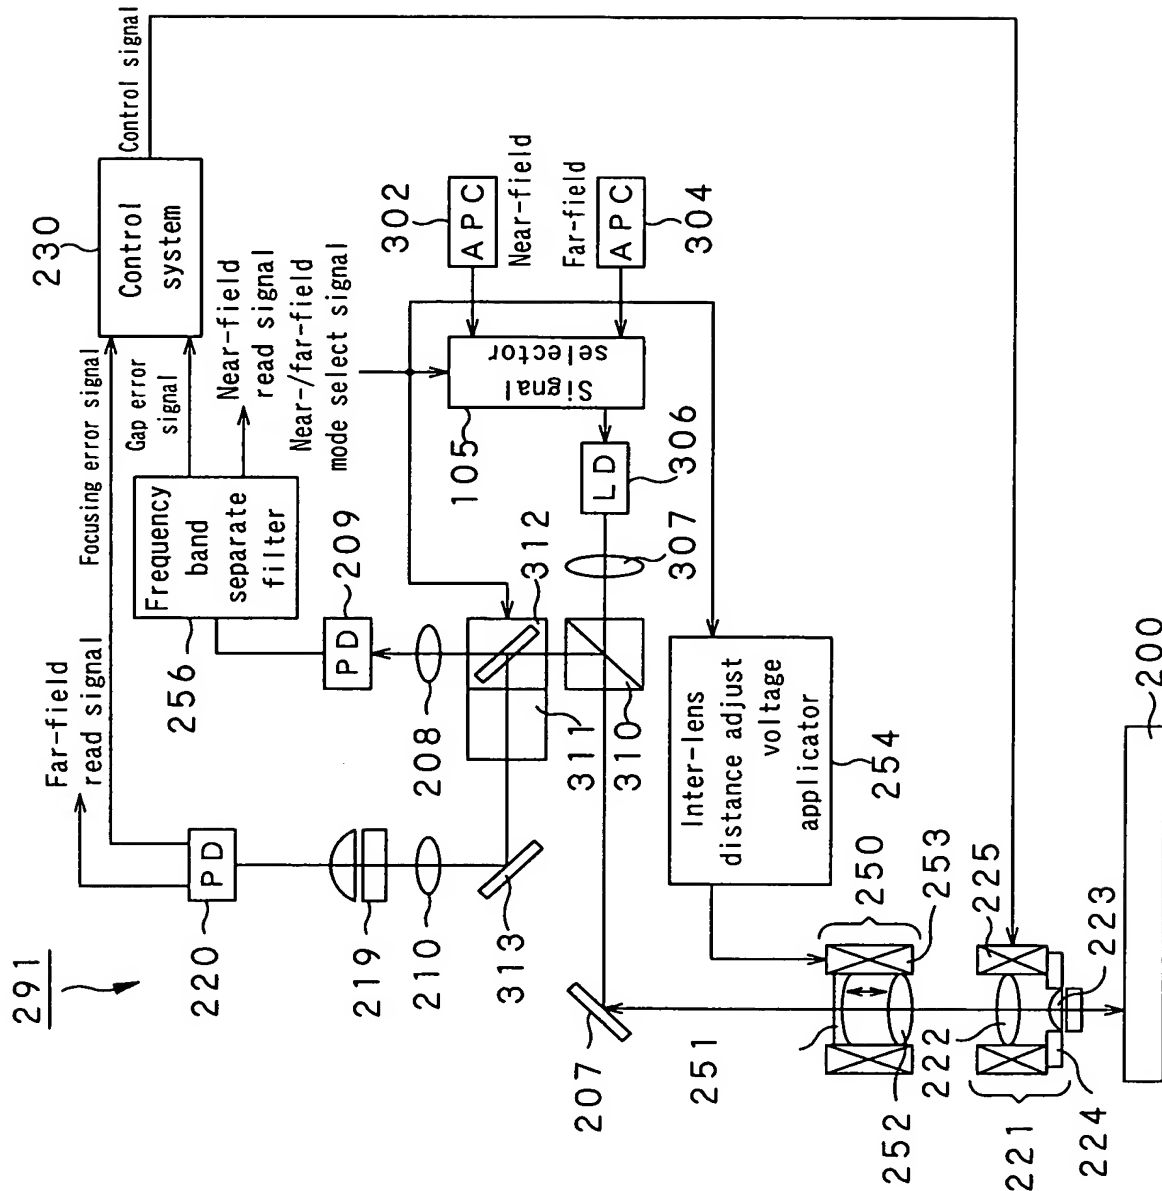 291
Far-field
read signal
Focusing error signal
Gap error
signal
Control signal
230
Control
system
Near-field
read signal
Near-/far-field
mode select signal
256
Frequency
band
separate
filter
220
PD
209
PD
219
210
208
313
311
312
310
307
105
Signal
selector
302
APC
Near-field
Far-field
APC
304
LD
306
207
Inter-lens
distance adjust
voltage
applicator
254
250
253
251
252
225
223
222
221
224
200